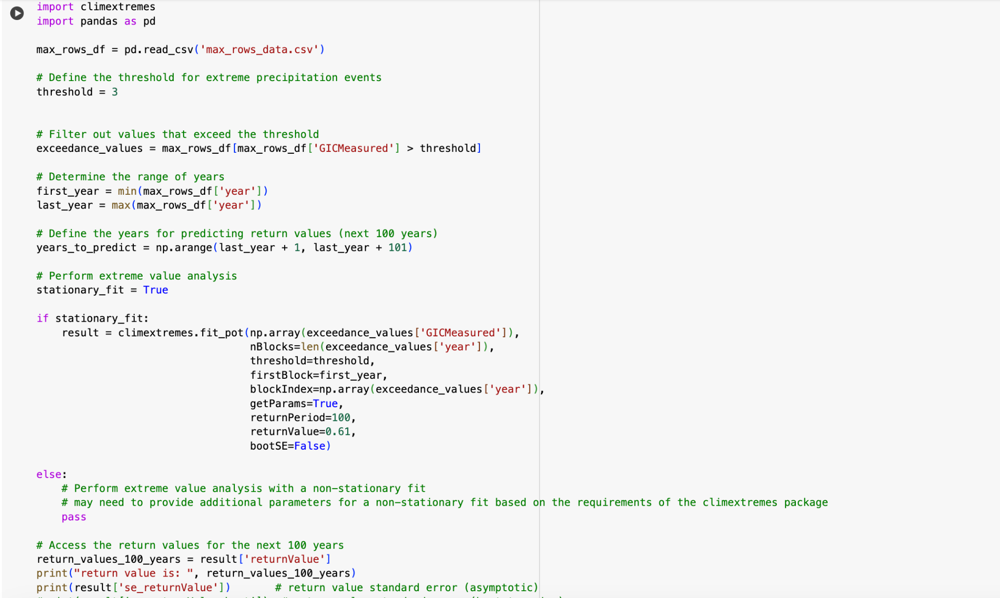 import climextremes
import pandas as pd
max_rows_df = pd.read_csv('max_rows_data.csv')
# Define the threshold for extreme precipitation events
threshold = 3
# Filter out values that exceed the threshold
exceedance_values = max_rows_df[max_rows_df['GICMeasured'] > threshold]
# Determine the range of years
first_year = min(max_rows_df['year'])
last_year = max(max_rows_df['year'])
# Define the years for predicting return values (next 100 years)
years_to_predict = np.arange(last_year + 1, last_year + 101)
# Perform extreme value analysis
stationary_fit = True
if stationary_fit:
    result = climextremes.fit_pot(np.array(exceedance_values['GICMeasured']),
                                  nBlocks=len(exceedance_values['year']),
                                  threshold=threshold,
                                  firstBlock=first_year,
                                  blockIndex=np.array(exceedance_values['year']),
                                  getParams=True,
                                  returnPeriod=100,
                                  returnValue=0.61,
                                  bootSE=False)
else:
    # Perform extreme value analysis with a non-stationary fit
    # may need to provide additional parameters for a non-stationary fit based on the requirements of the climextremes package
    pass
# Access the return values for the next 100 years
return_values_100_years = result['returnValue']
print("return value is: ", return_values_100_years)
print(result['se_returnValue'])       # return value standard error (asymptotic)